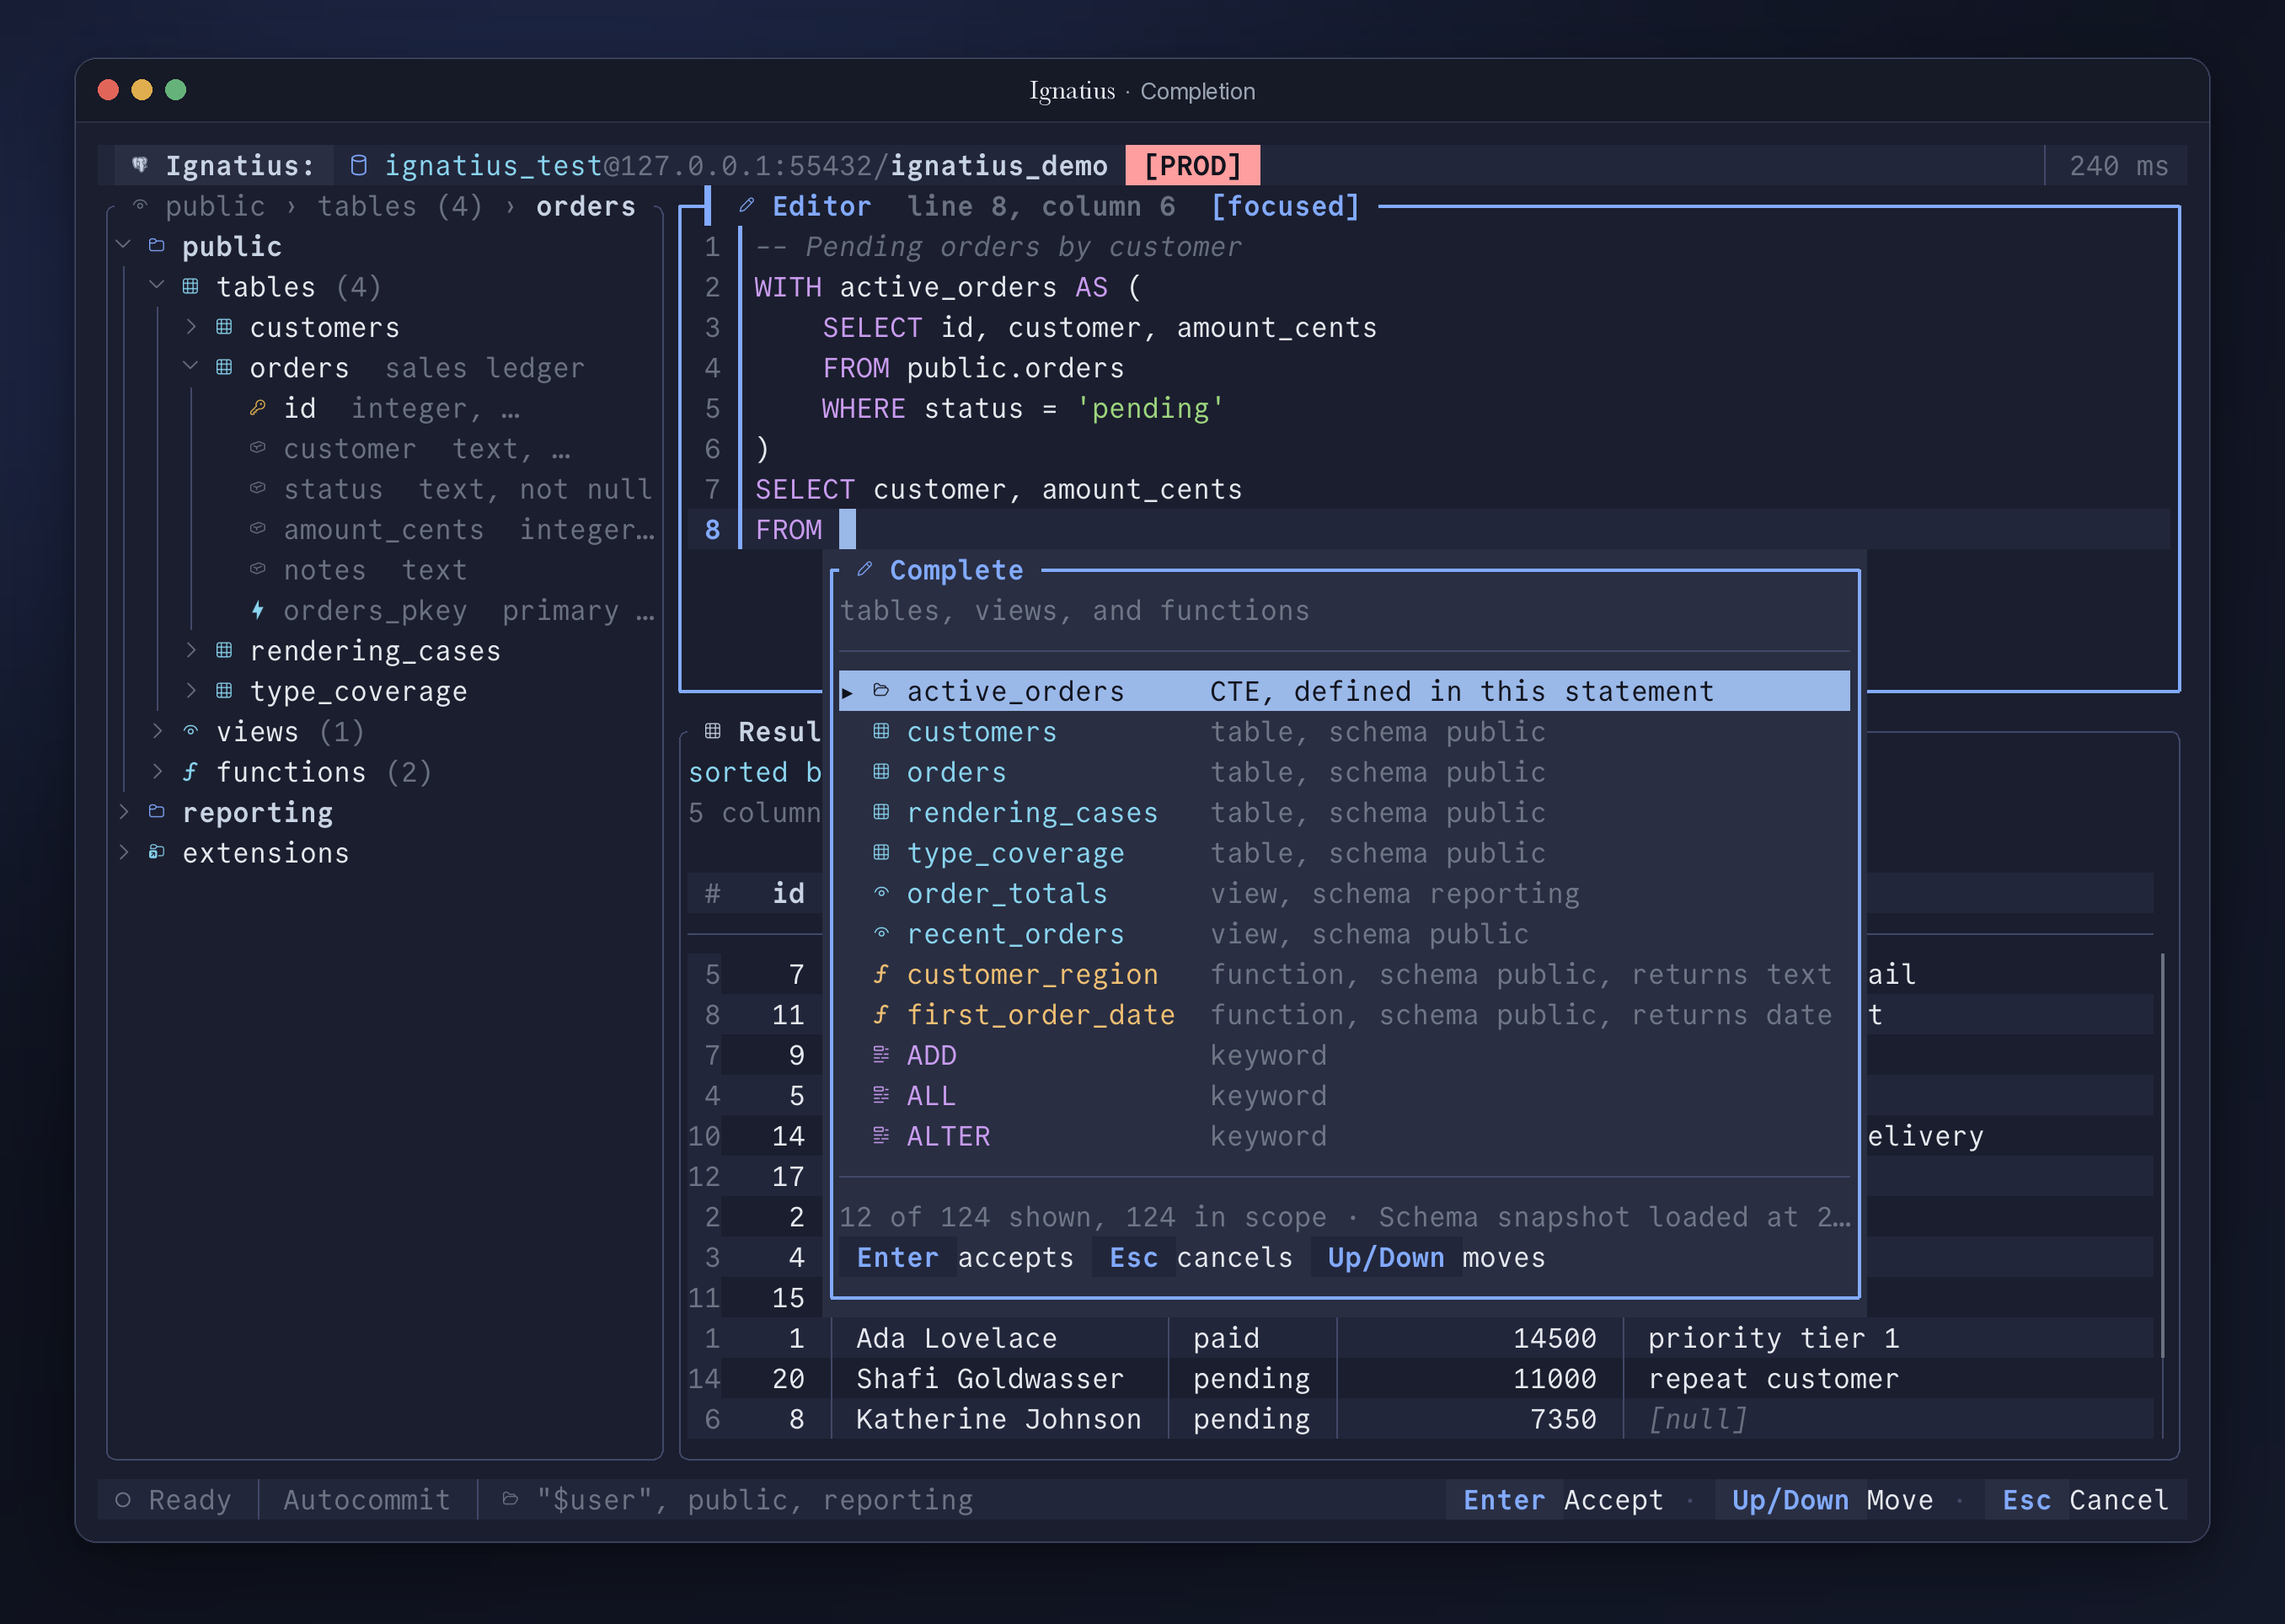 Ignatius · Completion
Ignatius: ignatius_test@127.0.0.1:55432/ignatius_demo [PROD] 240 ms
public › tables (4) › orders
public
tables (4)
customers
orders sales ledger
id integer, …
customer text, …
status text, not null
amount_cents integer…
notes text
orders_pkey primary …
rendering_cases
type_coverage
views (1)
functions (2)
reporting
extensions
Editor line 8, column 6 [focused]
1 -- Pending orders by customer
2 WITH active_orders AS (
3 SELECT id, customer, amount_cents
4 FROM public.orders
5 WHERE status = 'pending'
6 )
7 SELECT customer, amount_cents
8 FROM
Complete
tables, views, and functions
▸ active_orders CTE, defined in this statement
customers table, schema public
orders table, schema public
rendering_cases table, schema public
type_coverage table, schema public
order_totals view, schema reporting
recent_orders view, schema public
ƒ customer_region function, schema public, returns text
ƒ first_order_date function, schema public, returns date
ADD keyword
ALL keyword
ALTER keyword
12 of 124 shown, 124 in scope · Schema snapshot loaded at 2…
Enter accepts Esc cancels Up/Down moves
Resul
sorted b
5 column
# id
5 7 ail
8 11 t
7 9
4 5
10 14 elivery
12 17
2 2
3 4
11 15
1 1 Ada Lovelace paid 14500 priority tier 1
14 20 Shafi Goldwasser pending 11000 repeat customer
6 8 Katherine Johnson pending 7350 [null]
Ready Autocommit "$user", public, reporting Enter Accept · Up/Down Move · Esc Cancel